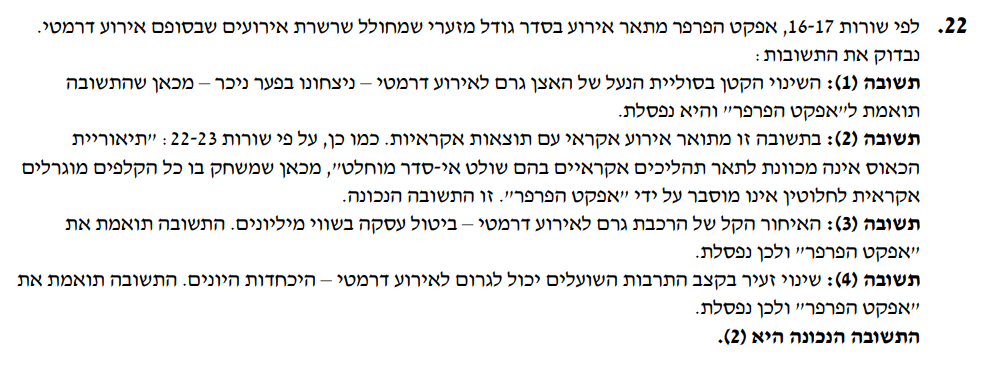 22. לפי שורות 16-17, אפקט הפרפר מתאר אירוע בסדר גודל מזערי שמחולל שרשרת אירועים שבסופם אירוע דרמטי.
נבדוק את התשובות:
תשובה (1): השינוי הקטן בסוליית הנעל של האצן גרם לאירוע דרמטי – ניצחונו בפער ניכר – מכאן שהתשובה
תואמת ל"אפקט הפרפר" והיא נפסלת.
תשובה (2): בתשובה זו מתואר אירוע אקראי עם תוצאות אקראיות. כמו כן, על פי שורות 22-23: "תיאוריית
הכאוס אינה מכוונת לתאר תהליכים אקראיים בהם שולט אי-סדר מוחלט", מכאן שמשחק בו כל הקלפים מוגרלים
אקראית לחלוטין אינו מוסבר על ידי "אפקט הפרפר". זו התשובה הנכונה.
תשובה (3): האיחור הקל של הרכבת גרם לאירוע דרמטי – ביטול עסקה בשווי מיליונים. התשובה תואמת את
"אפקט הפרפר" ולכן נפסלת.
תשובה (4): שינוי זעיר בקצב התרבות השועלים יכול לגרום לאירוע דרמטי – היכחדות היונים. התשובה תואמת את
"אפקט הפרפר" ולכן נפסלת.
התשובה הנכונה היא (2).